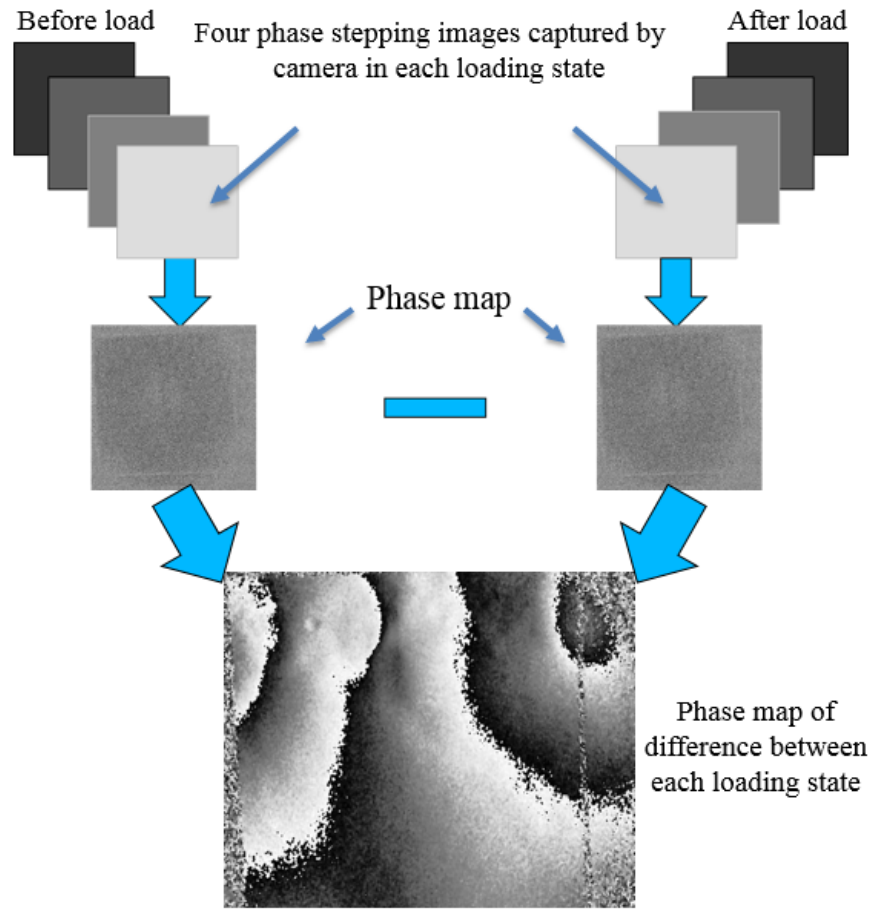 Before load
Four phase stepping images captured by
camera in each loading state
After load
Phase map
Phase map of
difference between
each loading state